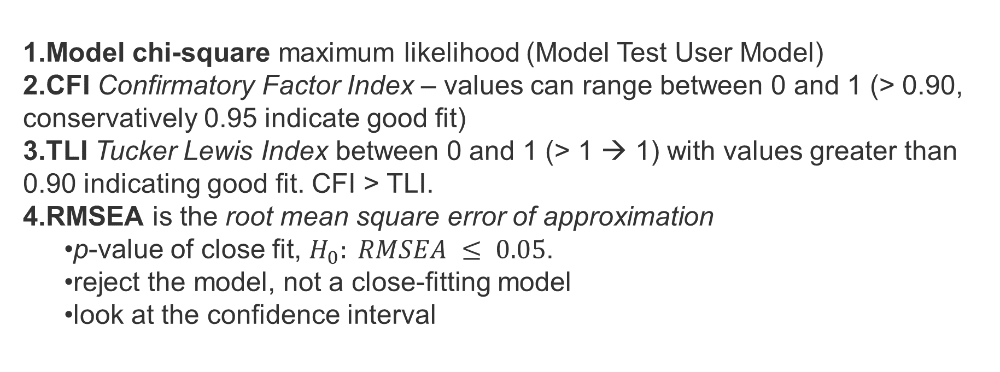 1.Model chi-square maximum likelihood (Model Test User Model)
2.CFI Confirmatory Factor Index – values can range between 0 and 1 (> 0.90,
conservatively 0.95 indicate good fit)
3.TLI Tucker Lewis Index between 0 and 1 (> 1 → 1) with values greater than
0.90 indicating good fit. CFI > TLI.
4.RMSEA is the root mean square error of approximation
•p-value of close fit, H₀: RMSEA ≤ 0.05.
•reject the model, not a close-fitting model
•look at the confidence interval